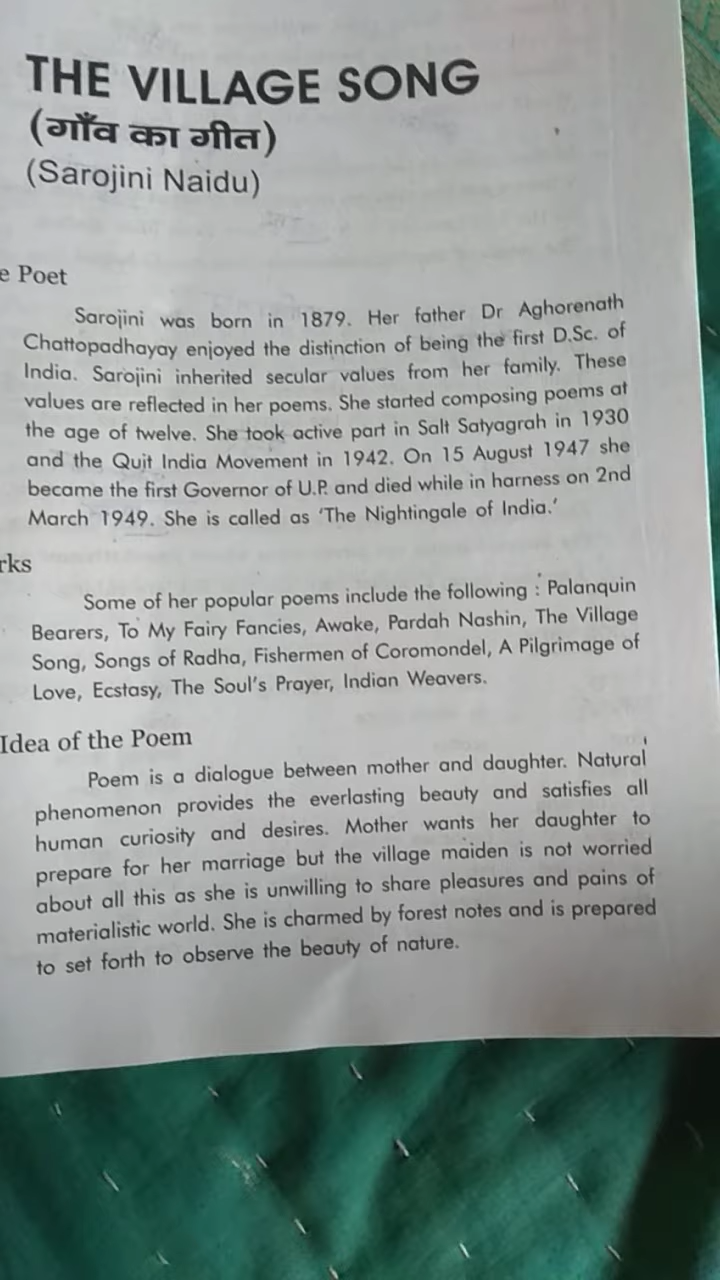 THE VILLAGE SONG
(गाँव का गीत)
(Sarojini Naidu)
e Poet
Sarojini was born in 1879. Her father Dr Aghorenath
Chattopadhayay enjoyed the distinction of being the first D.Sc. of
India. Sarojini inherited secular values from her family. These
values are reflected in her poems. She started composing poems at
the age of twelve. She took active part in Salt Satyagrah in 1930
and the Quit India Movement in 1942. On 15 August 1947 she
became the first Governor of U.P. and died while in harness on 2nd
March 1949. She is called as ‘The Nightingale of India.’
rks
Some of her popular poems include the following : Palanquin
Bearers, To My Fairy Fancies, Awake, Pardah Nashin, The Village
Song, Songs of Radha, Fishermen of Coromondel, A Pilgrimage of
Love, Ecstasy, The Soul’s Prayer, Indian Weavers.
Idea of the Poem
Poem is a dialogue between mother and daughter. Natural
phenomenon provides the everlasting beauty and satisfies all
human curiosity and desires. Mother wants her daughter to
prepare for her marriage but the village maiden is not worried
about all this as she is unwilling to share pleasures and pains of
materialistic world. She is charmed by forest notes and is prepared
to set forth to observe the beauty of nature.